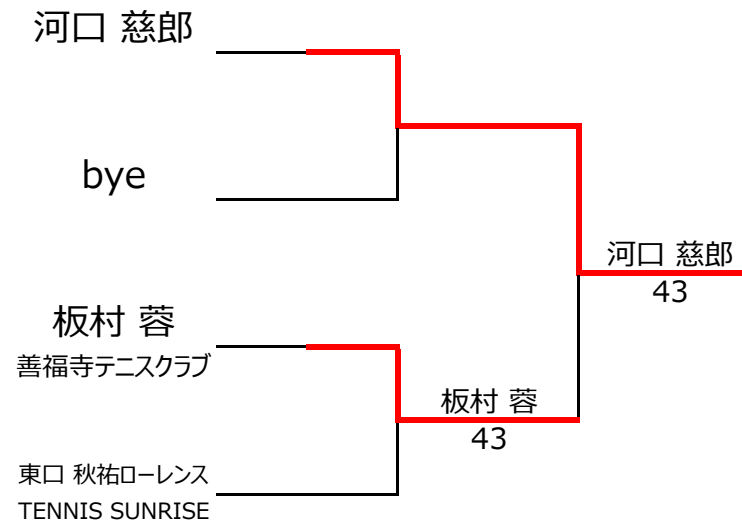 河口 慈郎
bye
河口 慈郎
43
板村 蓉
善福寺テニスクラブ
板村 蓉
43
東口 秋祐ローレンス
TENNIS SUNRISE